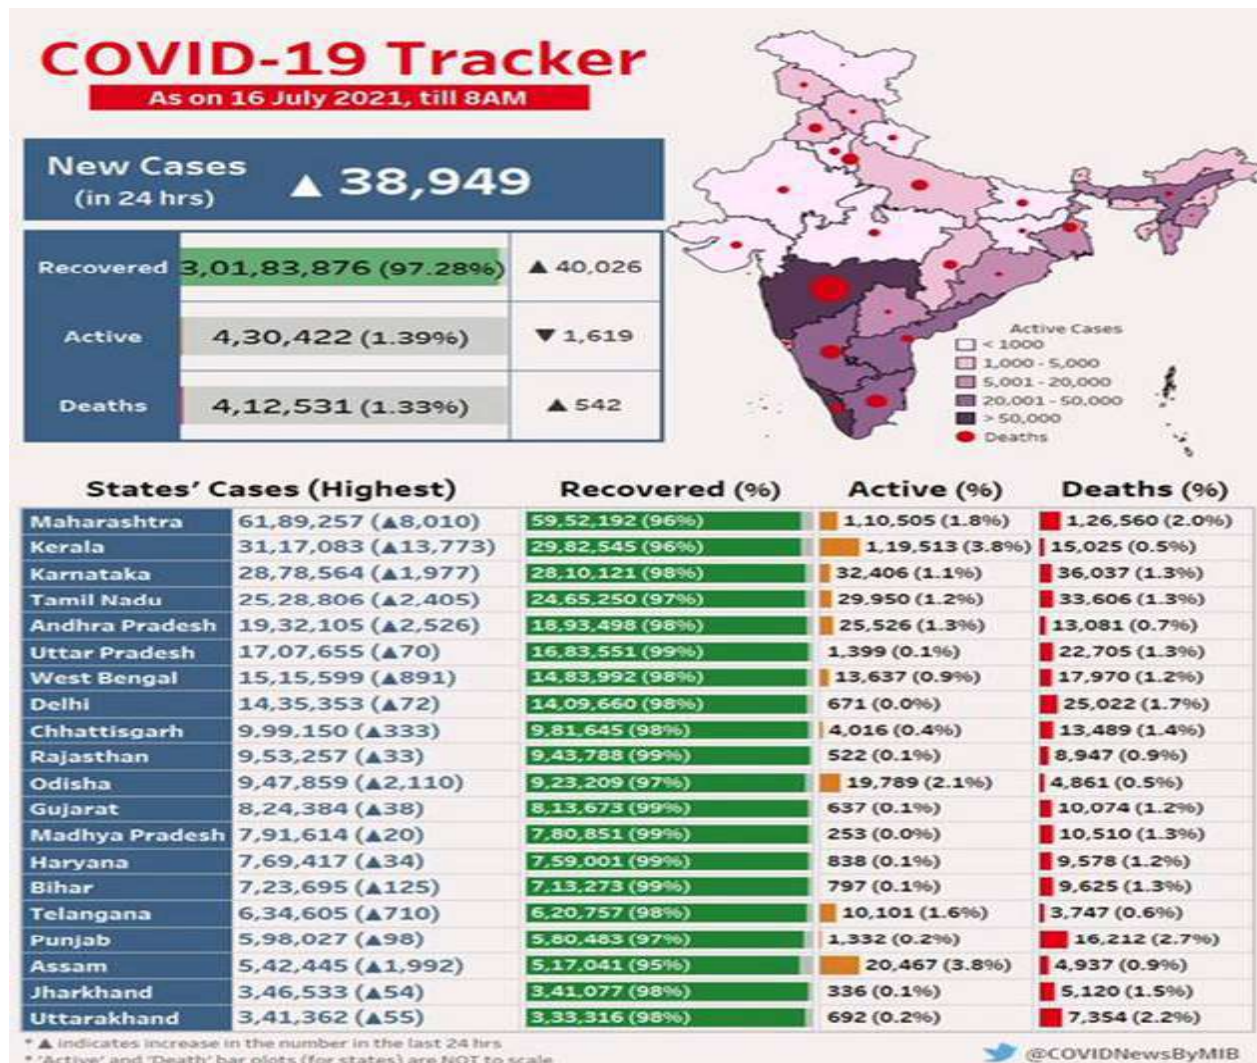 COVID-19 Tracker
As on 16 July 2021, till 8AM
New Cases
(in 24 hrs)
▲ 38,949
Recovered 3,01,83,876 (97.28%) ▲ 40,026
Active 4,30,422 (1.39%) ▼ 1,619
Deaths 4,12,531 (1.33%) ▲ 542
Active Cases
< 1000
1,000 - 5,000
5,001 - 20,000
20,001 - 50,000
> 50,000
Deaths
States' Cases (Highest) Recovered (%) Active (%) Deaths (%)
Maharashtra 61,89,257 (▲8,010) 59,52,192 (96%) 1,10,505 (1.8%) 1,26,560 (2.0%)
Kerala 31,17,083 (▲13,773) 29,82,545 (96%) 1,19,513 (3.8%) 15,025 (0.5%)
Karnataka 28,78,564 (▲1,977) 28,10,121 (98%) 32,406 (1.1%) 36,037 (1.3%)
Tamil Nadu 25,28,806 (▲2,405) 24,65,250 (97%) 29,950 (1.2%) 33,606 (1.3%)
Andhra Pradesh 19,32,105 (▲2,526) 18,93,498 (98%) 25,526 (1.3%) 13,081 (0.7%)
Uttar Pradesh 17,07,655 (▲70) 16,83,551 (99%) 1,399 (0.1%) 22,705 (1.3%)
West Bengal 15,15,599 (▲891) 14,83,992 (98%) 13,637 (0.9%) 17,970 (1.2%)
Delhi 14,35,353 (▲72) 14,09,660 (98%) 671 (0.0%) 25,022 (1.7%)
Chhattisgarh 9,99,150 (▲333) 9,81,645 (98%) 4,016 (0.4%) 13,489 (1.4%)
Rajasthan 9,53,257 (▲33) 9,43,788 (99%) 522 (0.1%) 8,947 (0.9%)
Odisha 9,47,859 (▲2,110) 9,23,209 (97%) 19,789 (2.1%) 4,861 (0.5%)
Gujarat 8,24,384 (▲38) 8,13,673 (99%) 637 (0.1%) 10,074 (1.2%)
Madhya Pradesh 7,91,614 (▲20) 7,80,851 (99%) 253 (0.0%) 10,510 (1.3%)
Haryana 7,69,417 (▲34) 7,59,001 (99%) 838 (0.1%) 9,578 (1.2%)
Bihar 7,23,695 (▲125) 7,13,273 (99%) 797 (0.1%) 9,625 (1.3%)
Telangana 6,34,605 (▲710) 6,20,757 (98%) 10,101 (1.6%) 3,747 (0.6%)
Punjab 5,98,027 (▲98) 5,80,483 (97%) 1,332 (0.2%) 16,212 (2.7%)
Assam 5,42,445 (▲1,992) 5,17,041 (95%) 20,467 (3.8%) 4,937 (0.9%)
Jharkhand 3,46,533 (▲54) 3,41,077 (98%) 336 (0.1%) 5,120 (1.5%)
Uttarakhand 3,41,362 (▲55) 3,33,316 (98%) 692 (0.2%) 7,354 (2.2%)
* ▲ indicates increase in the number in the last 24 hrs
* 'Active' and 'Death' bar plots (for states) are NOT to scale
@COVIDNewsByMIB